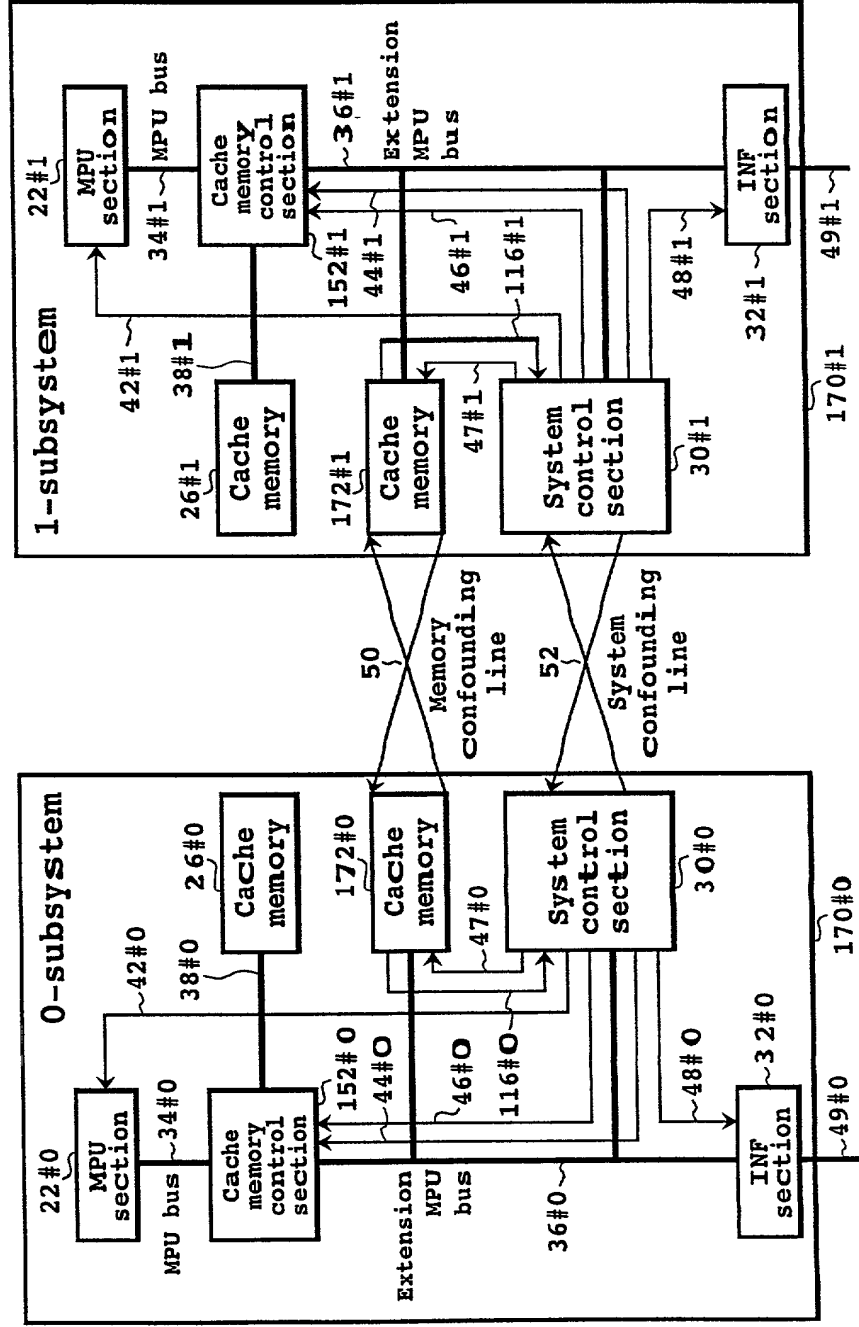 0-subsystem
22#0
MPU
section
MPU bus
34#0
42#0
38#0
26#0
Cache
memory
Cache
memory
control
section
152#0
44#0
46#0
116#0
47#0
172#0
Cache
memory
Extension
MPU
bus
36#0
System
control
section
30#0
48#0
32#0
INF
section
49#0
170#0
50
Memory
confounding
line
52
System
confounding
line
1-subsystem
22#1
MPU
section
34#1
MPU bus
42#1
38#1
26#1
Cache
memory
Cache
memory
control
section
152#1
44#1
46#1
116#1
47#1
36#1
Extension
MPU
bus
172#1
Cache
memory
System
control
section
30#1
48#1
32#1
INF
section
49#1
170#1